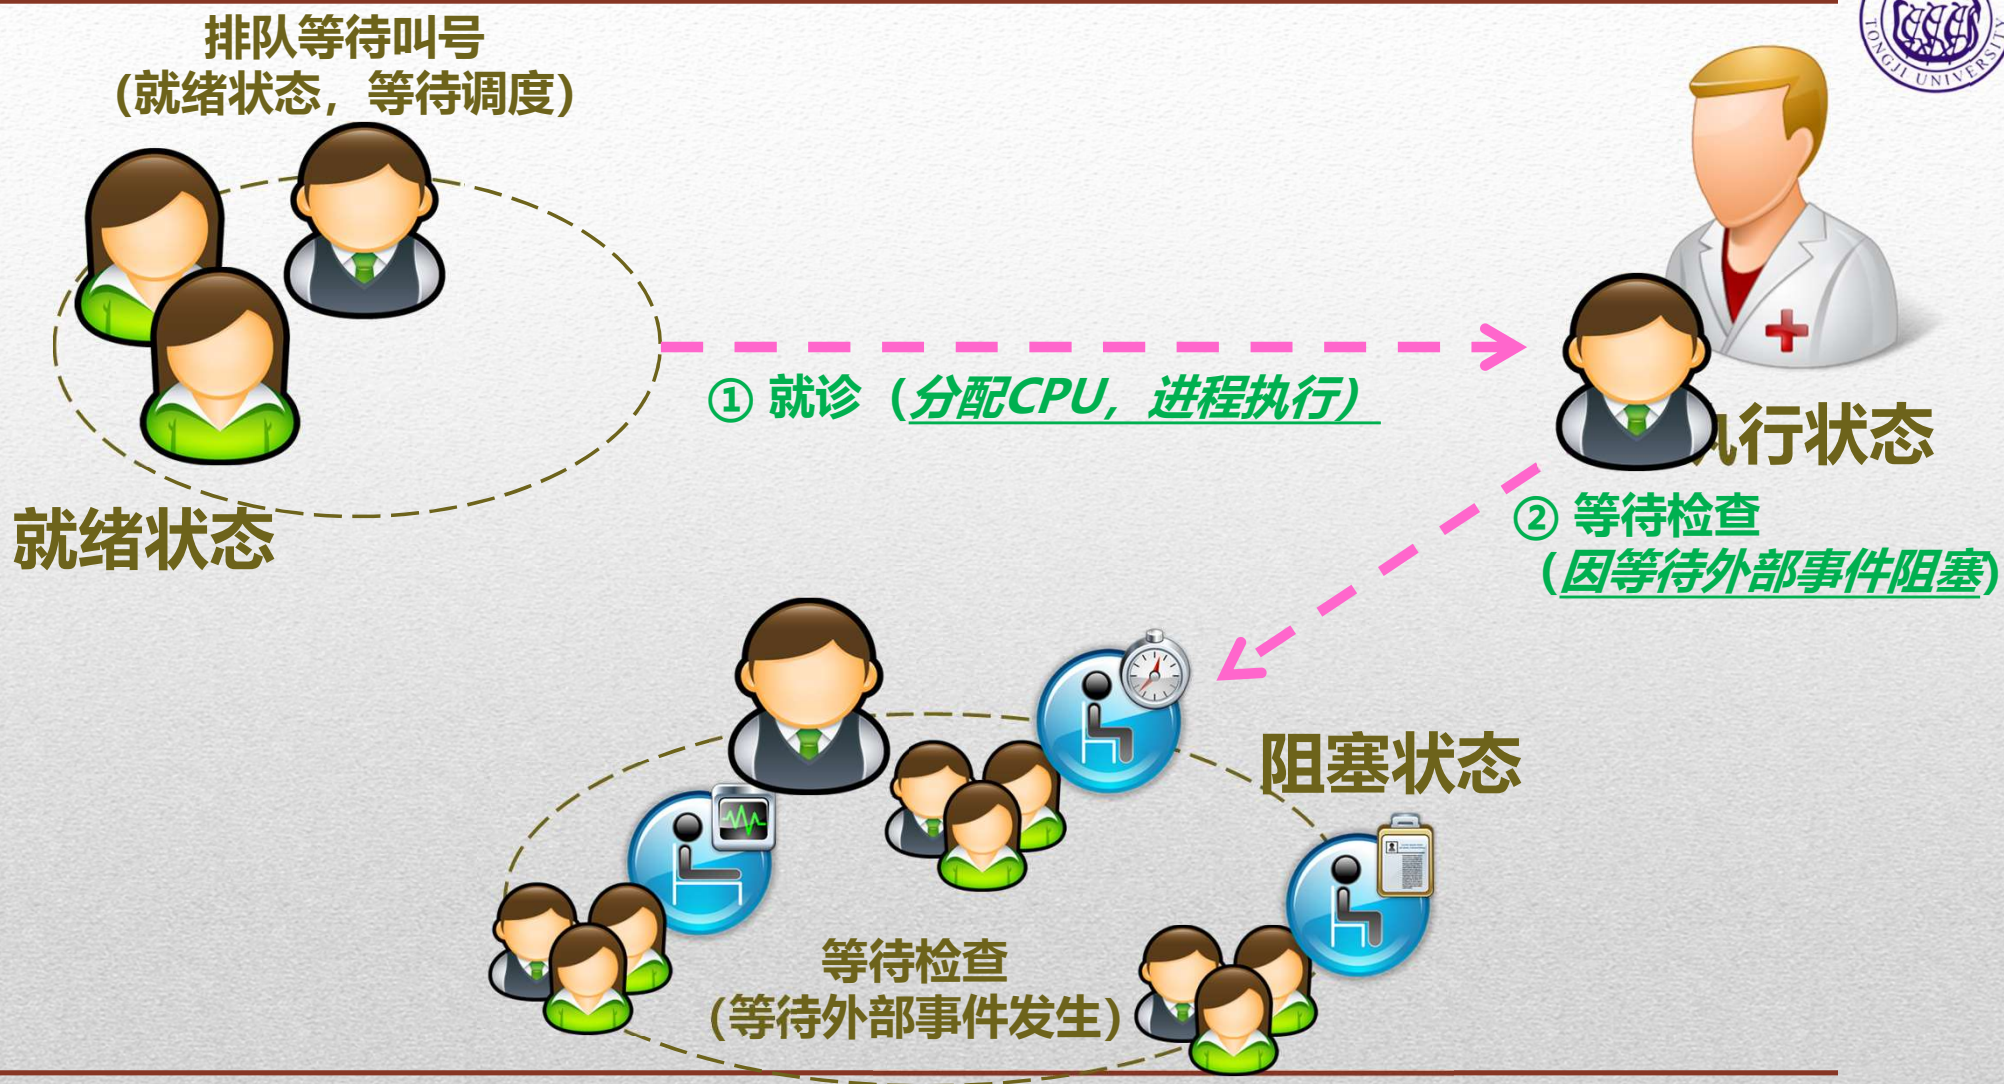 排队等待叫号
（就绪状态，等待调度）
TONGJI UNIVERSITY
① 就诊（分配CPU，进程执行）
执行状态
② 等待检查
（因等待外部事件阻塞）
就绪状态
阻塞状态
等待检查
（等待外部事件发生）